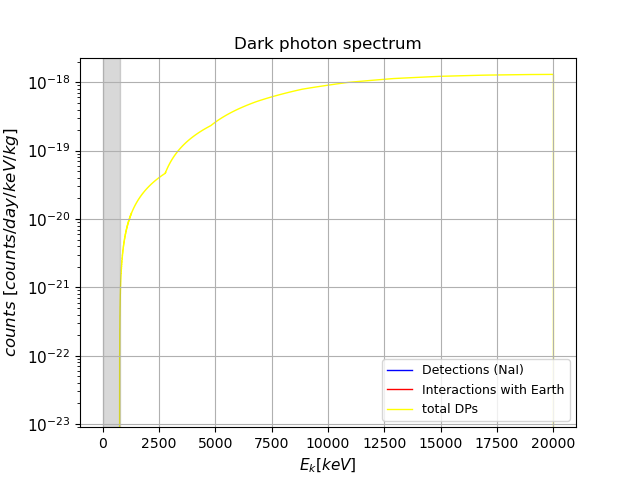 Dark photon spectrum
counts [counts/day/keV/kg]
10⁻¹⁸
10⁻¹⁹
10⁻²⁰
10⁻²¹
10⁻²²
10⁻²³
Detections (NaI)
Interactions with Earth
total DPs
0 2500 5000 7500 10000 12500 15000 17500 20000
Eₖ[keV]